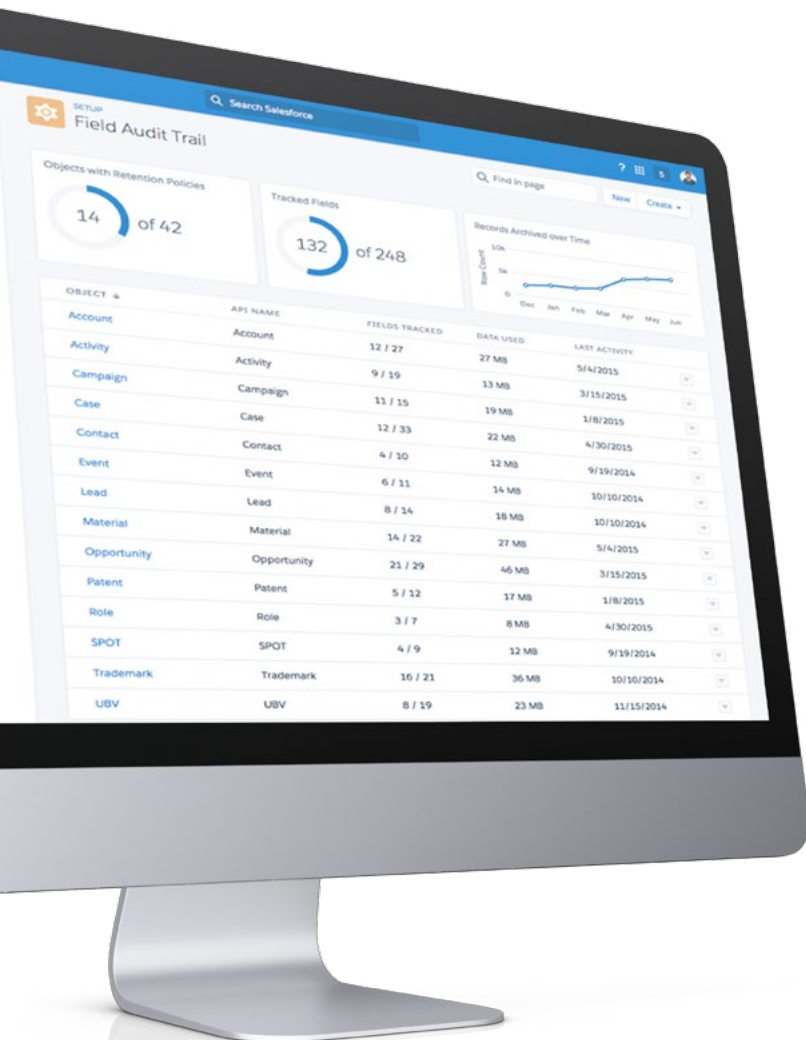 Search Salesforce
SETUP
Field Audit Trail
? S
Find in page
New Create
Objects with Retention Policies
14 of 42
Tracked Fields
132 of 248
Records Archived over Time
Row Count
10k
5k
0
Dec Jan Feb Mar Apr May Jun
OBJECT API NAME FIELDS TRACKED DATA USED LAST ACTIVITY
Account Account 12 / 27 27 MB 5/4/2015
Activity Activity 9 / 19 13 MB 3/15/2015
Campaign Campaign 11 / 15 19 MB 1/8/2015
Case Case 12 / 33 22 MB 4/30/2015
Contact Contact 4 / 10 12 MB 9/19/2014
Event Event 6 / 11 14 MB 10/10/2014
Lead Lead 8 / 14 18 MB 10/10/2014
Material Material 14 / 22 27 MB 5/4/2015
Opportunity Opportunity 21 / 29 46 MB 3/15/2015
Patent Patent 5 / 12 17 MB 1/8/2015
Role Role 3 / 7 8 MB 4/30/2015
SPOT SPOT 4 / 9 12 MB 9/19/2014
Trademark Trademark 16 / 21 36 MB 10/10/2014
UBV UBV 8 / 19 23 MB 11/15/2014